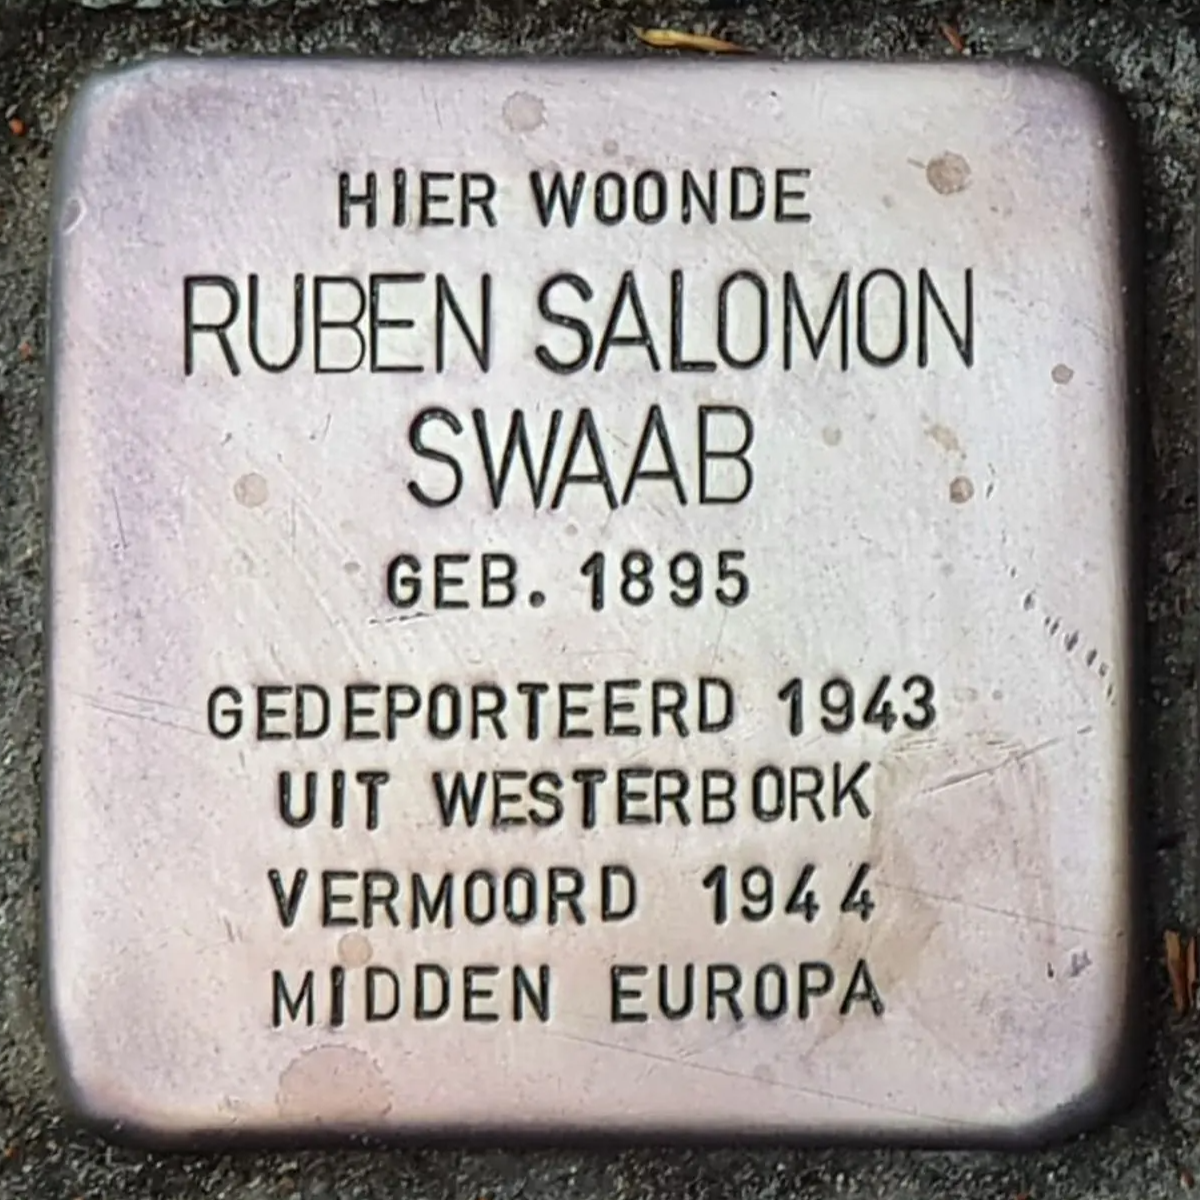 HIER WOONDE
RUBEN SALOMON
SWAAB
GEB. 1895
GEDEPORTEERD 1943
UIT WESTERBORK
VERMOORD 1944
MIDDEN EUROPA